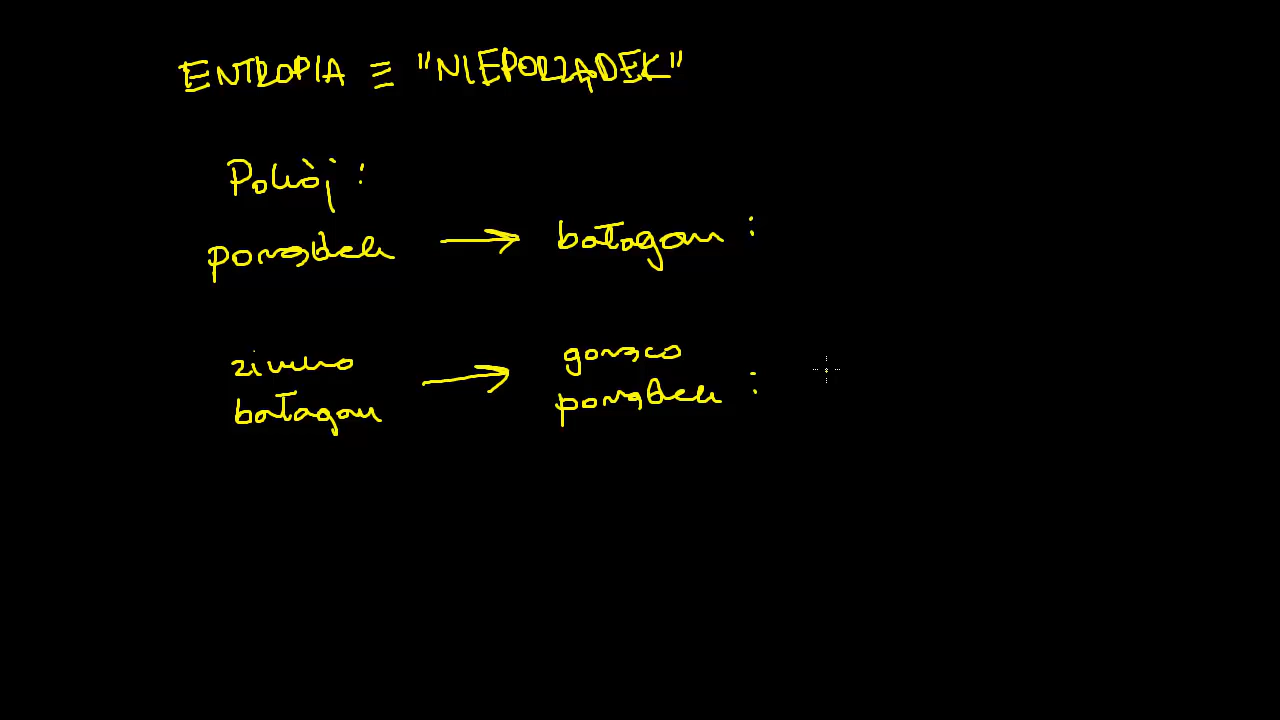 ENTROPIA ≡ "NIEPORZĄDEK"
Pokój :
porządek → bałagan :
zimno → gorąco
bałagan porządek :